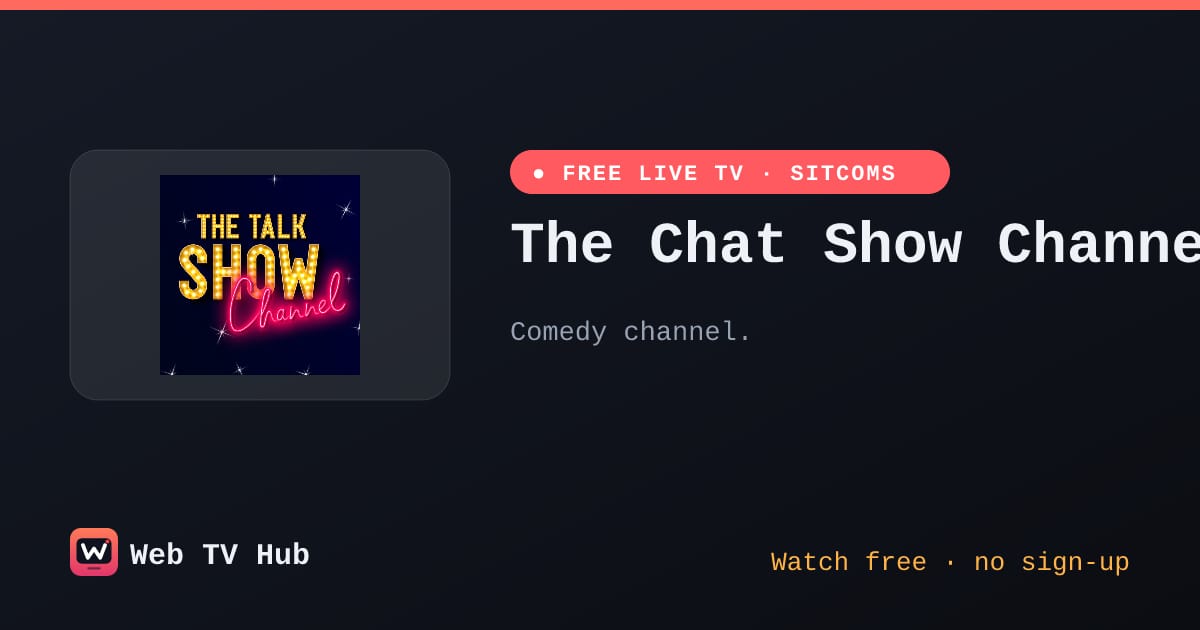 THE TALK
SHOW
Channel
• FREE LIVE TV · SITCOMS
The Chat Show Channe
Comedy channel.
Web TV Hub
Watch free · no sign-up